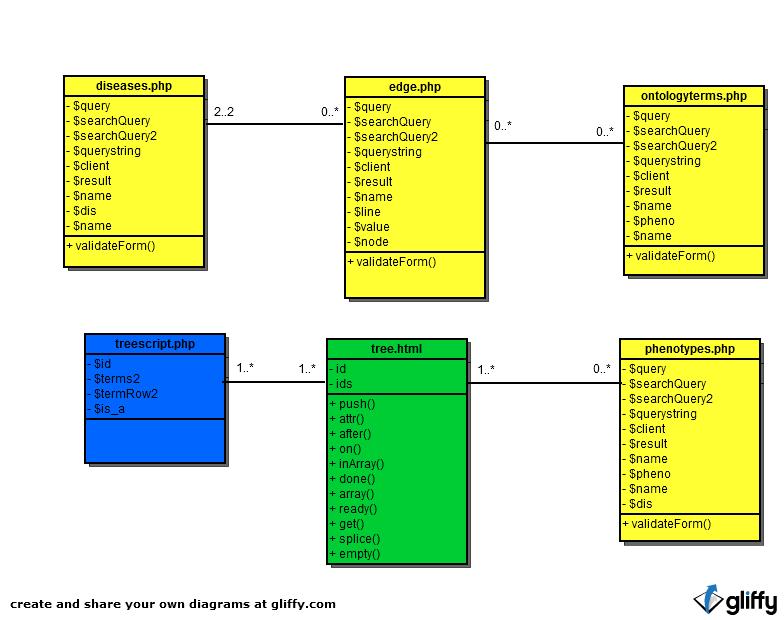 diseases.php
- $query
- $searchQuery
- $searchQuery2
- $querystring
- $client
- $result
- $name
- $dis
- $name
+ validateForm()
2..2
0..*
edge.php
- $query
- $searchQuery
- $searchQuery2
- $querystring
- $client
- $result
- $name
- $line
- $value
- $node
+ validateForm()
0..*
0..*
ontologyterms.php
- $query
- $searchQuery
- $searchQuery2
- $querystring
- $client
- $result
- $name
- $pheno
- $name
+ validateForm()
treescript.php
- $id
- $terms2
- $termRow2
- $is_a
1..*
1..*
tree.html
- id
- ids
+ push()
+ attr()
+ after()
+ on()
+ inArray()
+ done()
+ array()
+ ready()
+ get()
+ splice()
+ empty()
1..*
0..*
phenotypes.php
- $query
- $searchQuery
- $searchQuery2
- $querystring
- $client
- $result
- $name
- $pheno
- $name
- $dis
+ validateForm()
create and share your own diagrams at gliffy.com
gliffy